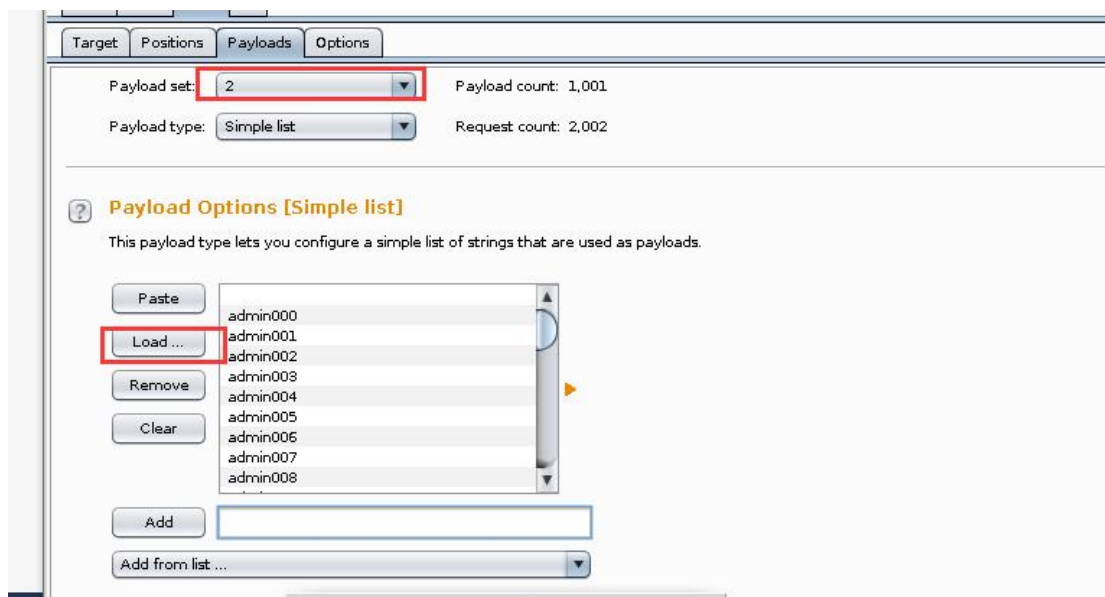 Target Positions Payloads Options
Payload set: 2 Payload count: 1,001
Payload type: Simple list Request count: 2,002
? Payload Options [Simple list]
This payload type lets you configure a simple list of strings that are used as payloads.
Paste
admin000
Load ... admin001
admin002
Remove admin003
admin004
Clear admin005
admin006
admin007
admin008
Add
Add from list ...